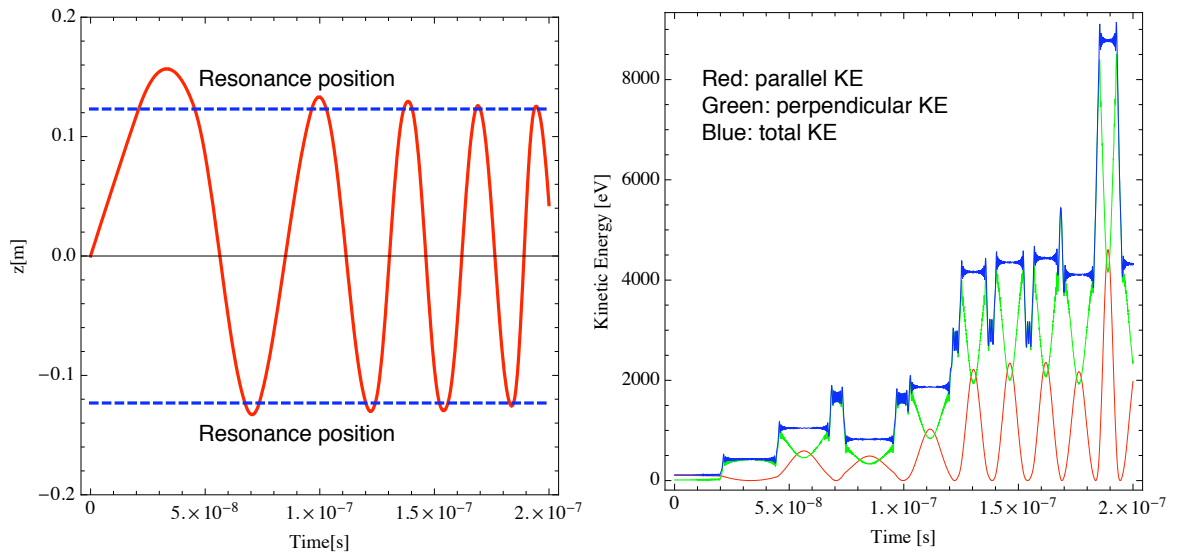 0.2
0.1
0.0
−0.1
−0.2
z[m]
Resonance position
Resonance position
0
5.×10⁻⁸
1.×10⁻⁷
1.5×10⁻⁷
2.×10⁻⁷
Time[s]
8000
6000
4000
2000
0
Kinetic Energy [eV]
Red: parallel KE
Green: perpendicular KE
Blue: total KE
0
5.×10⁻⁸
1.×10⁻⁷
1.5×10⁻⁷
2.×10⁻⁷
Time [s]